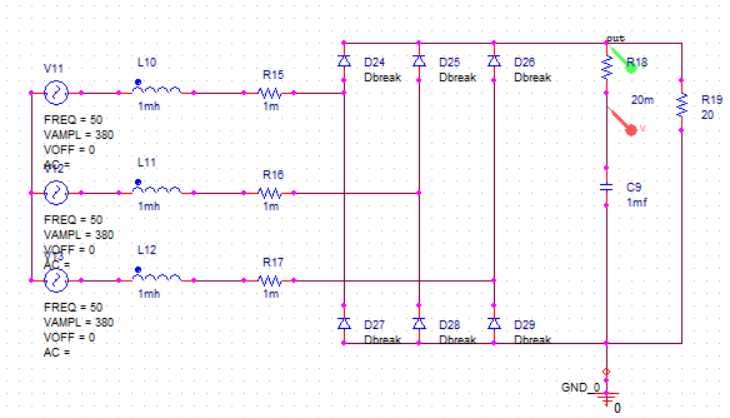 out
V11
L10
R15
D24
D25
D26
R18
Dbreak
Dbreak
Dbreak
1mh
1m
20m
R19
20
V
FREQ = 50
VAMPL = 380
VOFF = 0
AC =
V12
L11
R16
1mh
1m
C9
1mf
FREQ = 50
VAMPL = 380
VOFF = 0
AC =
V13
L12
R17
1mh
1m
D27
D28
D29
Dbreak
Dbreak
Dbreak
FREQ = 50
VAMPL = 380
VOFF = 0
AC =
GND_0
0